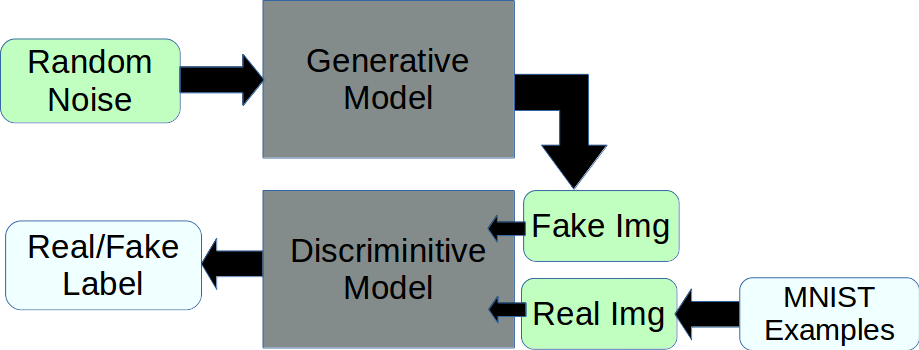 Random
Noise
Generative
Model
Fake Img
Real/Fake
Label
Discriminitive
Model
Real Img
MNIST
Examples